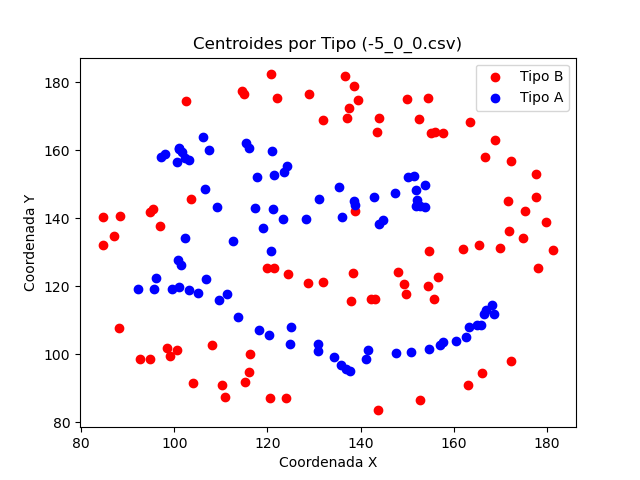 Centroides por Tipo (-5_0_0.csv)
Tipo B
Tipo A
180
160
140
120
100
80
Coordenada Y
80 100 120 140 160 180
Coordenada X